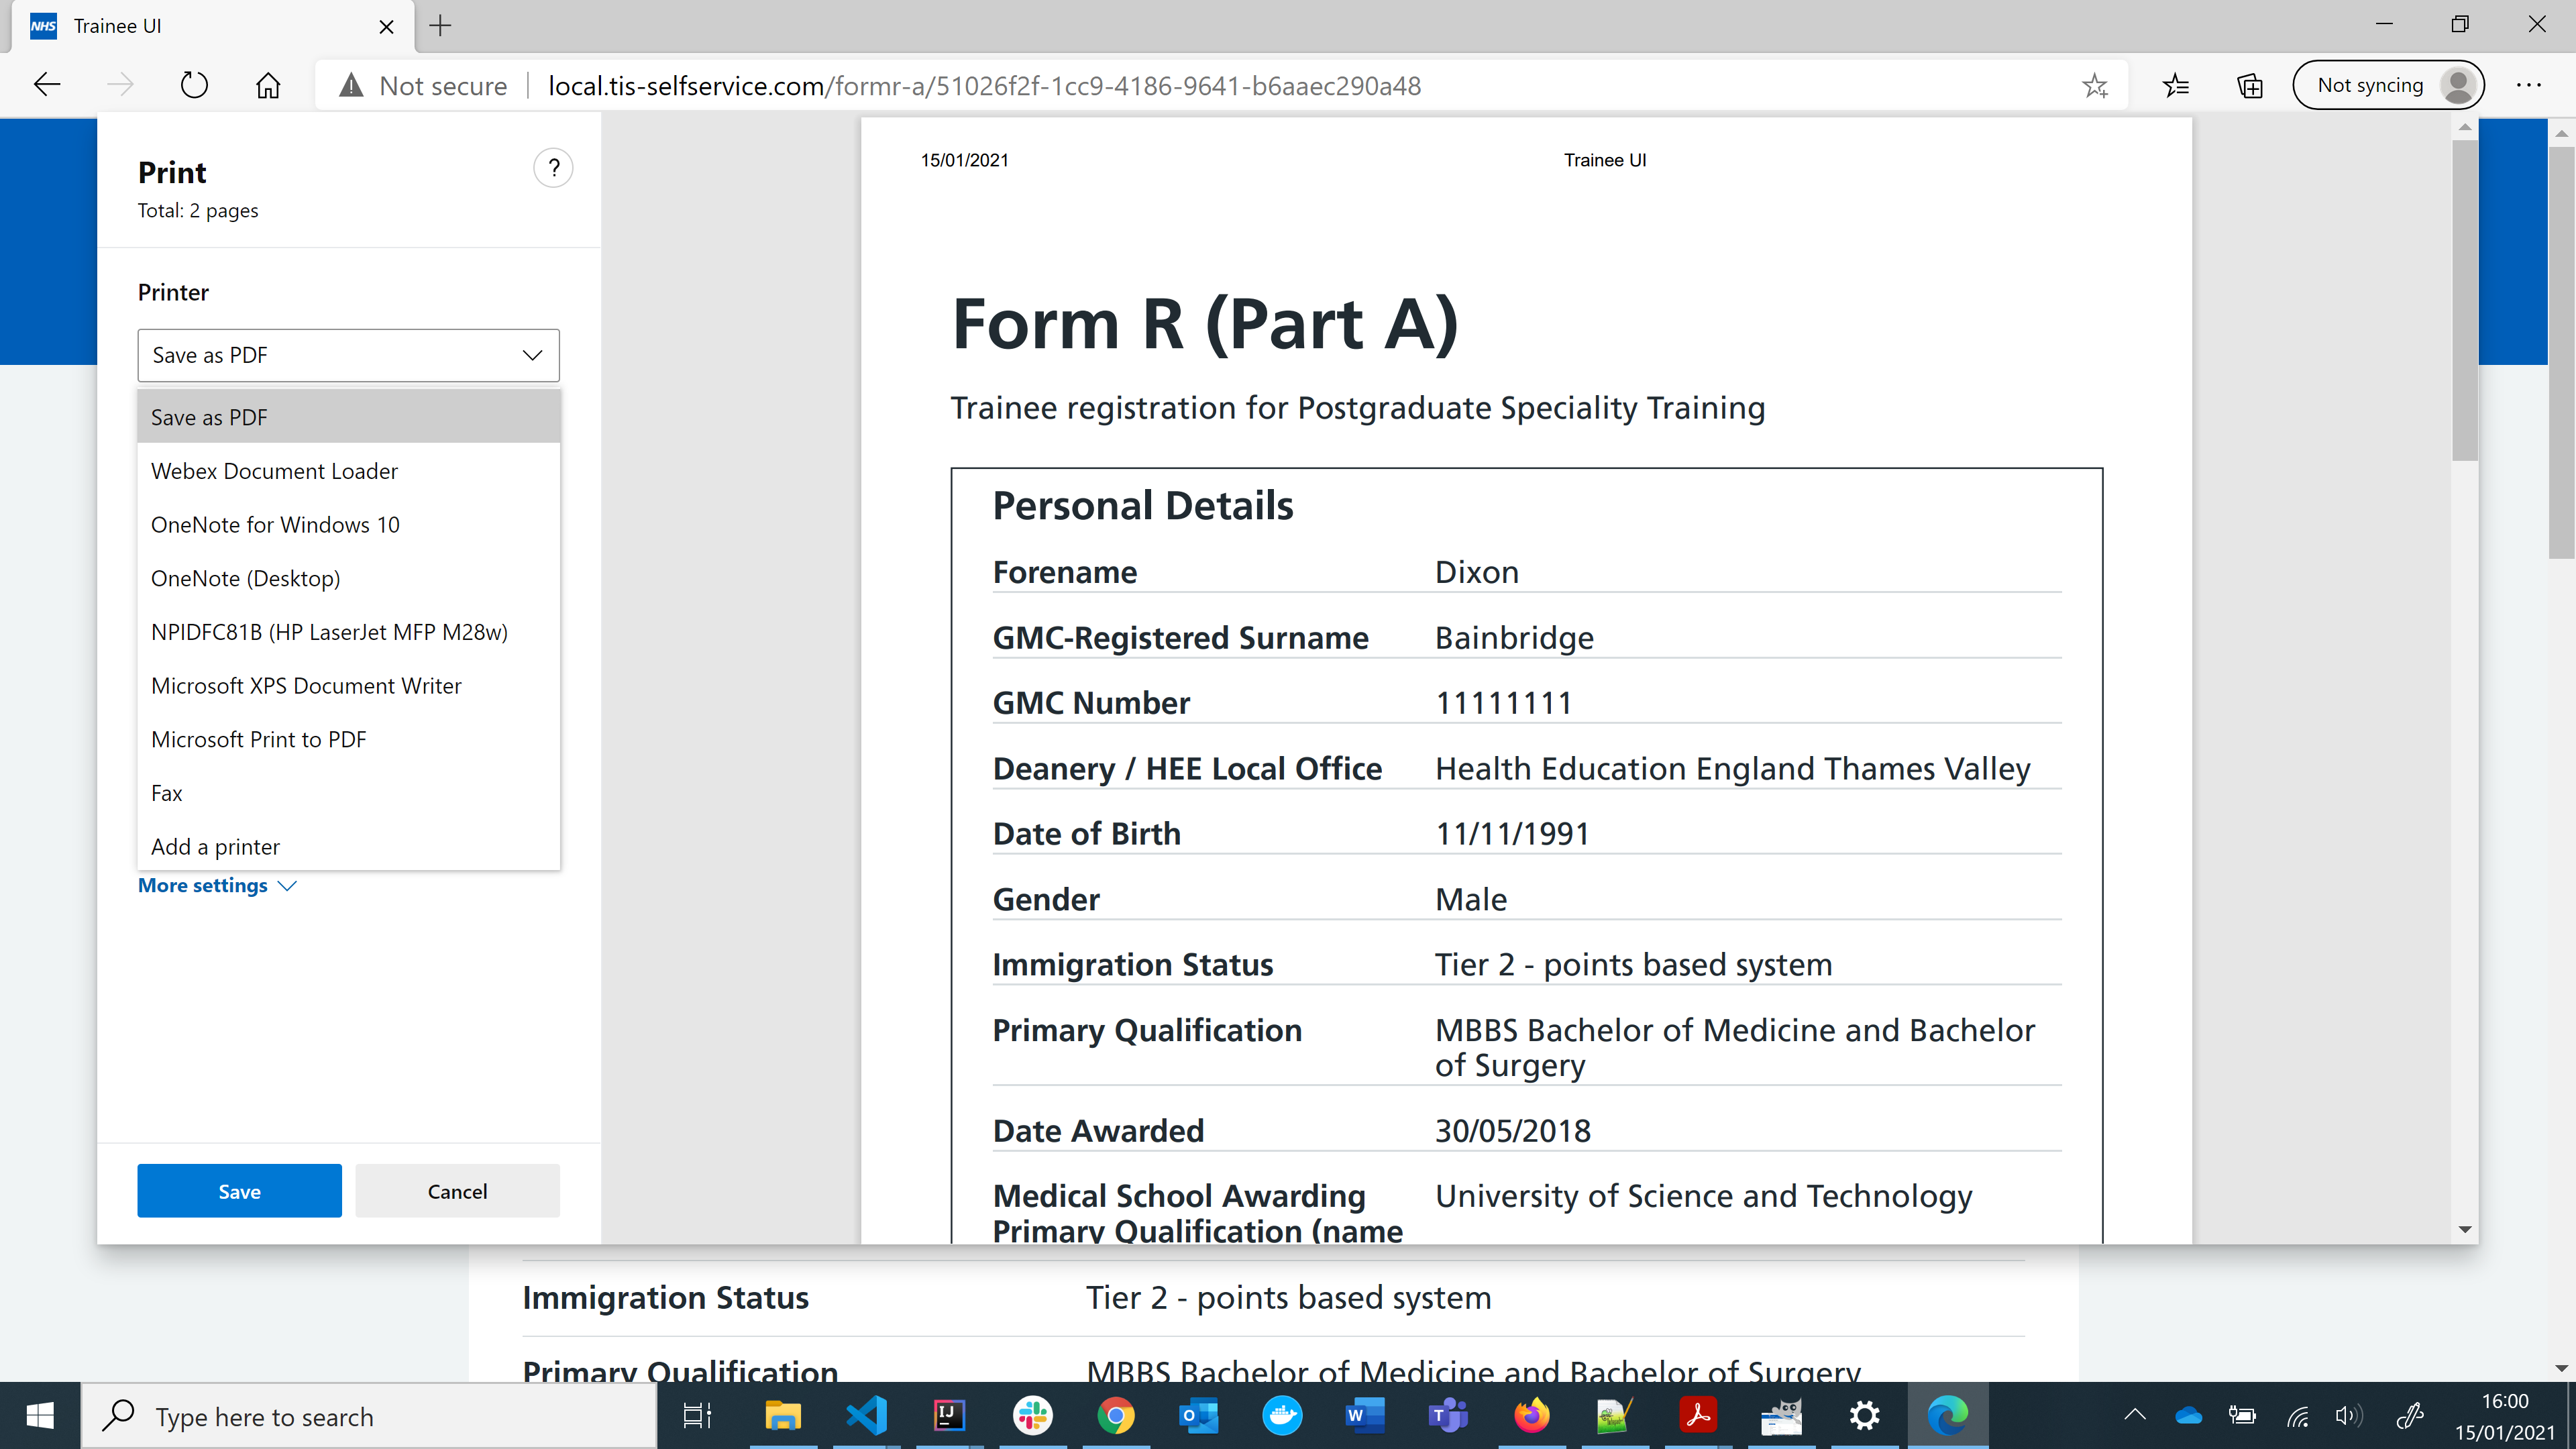 NHS Trainee UI
Not secure local.tis-selfservice.com/formr-a/51026f2f-1cc9-4186-9641-b6aaec290a48 Not syncing
Print ?
Total: 2 pages
Printer
Save as PDF
Save as PDF
Webex Document Loader
OneNote for Windows 10
OneNote (Desktop)
NPIDFC81B (HP LaserJet MFP M28w)
Microsoft XPS Document Writer
Microsoft Print to PDF
Fax
Add a printer
More settings
Save Cancel
15/01/2021 Trainee UI
Form R (Part A)
Trainee registration for Postgraduate Speciality Training
Personal Details
Forename Dixon
GMC-Registered Surname Bainbridge
GMC Number 11111111
Deanery / HEE Local Office Health Education England Thames Valley
Date of Birth 11/11/1991
Gender Male
Immigration Status Tier 2 - points based system
Primary Qualification MBBS Bachelor of Medicine and Bachelor
of Surgery
Date Awarded 30/05/2018
Medical School Awarding University of Science and Technology
Primary Qualification (name
Immigration Status Tier 2 - points based system
Primary Qualification MBBS Bachelor of Medicine and Bachelor of Surgery
Type here to search
16:00
15/01/2021